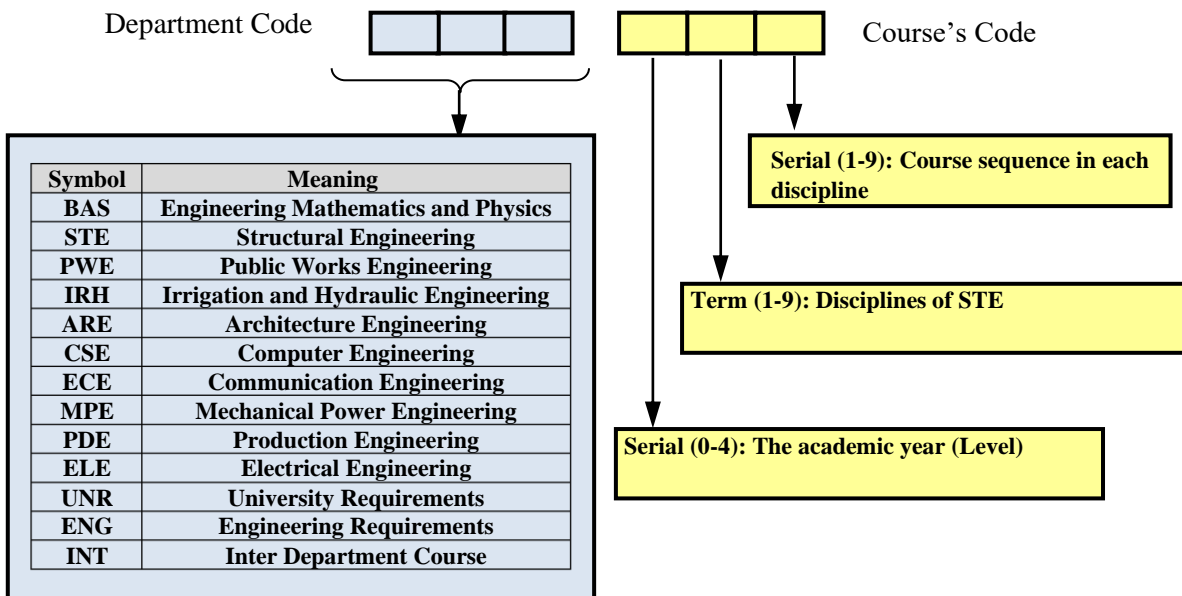 Department Code
Course’s Code
Serial (1-9): Course sequence in each
discipline
Symbol Meaning
BAS Engineering Mathematics and Physics
STE Structural Engineering
PWE Public Works Engineering
IRH Irrigation and Hydraulic Engineering
ARE Architecture Engineering
CSE Computer Engineering
ECE Communication Engineering
MPE Mechanical Power Engineering
PDE Production Engineering
ELE Electrical Engineering
UNR University Requirements
ENG Engineering Requirements
INT Inter Department Course
Term (1-9): Disciplines of STE
Serial (0-4): The academic year (Level)